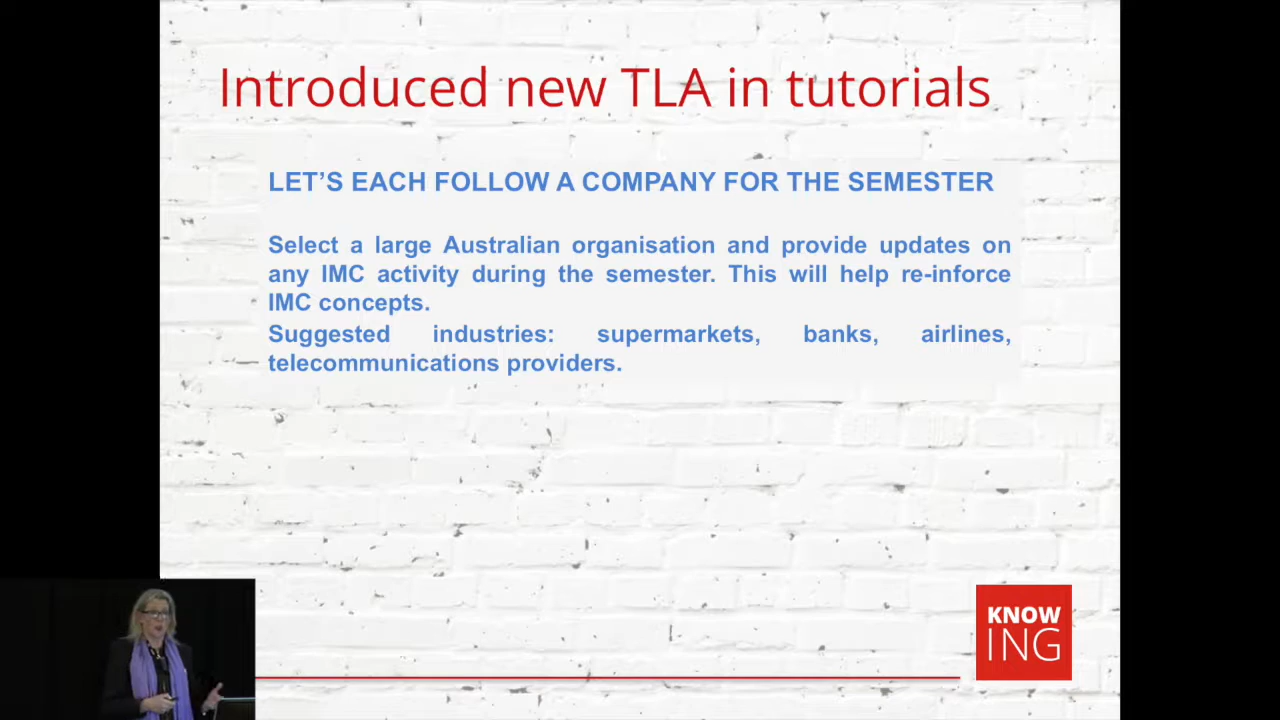 Introduced new TLA in tutorials
LET’S EACH FOLLOW A COMPANY FOR THE SEMESTER
Select a large Australian organisation and provide updates on
any IMC activity during the semester. This will help re-inforce
IMC concepts.
Suggested industries: supermarkets, banks, airlines,
telecommunications providers.
KNOW
ING